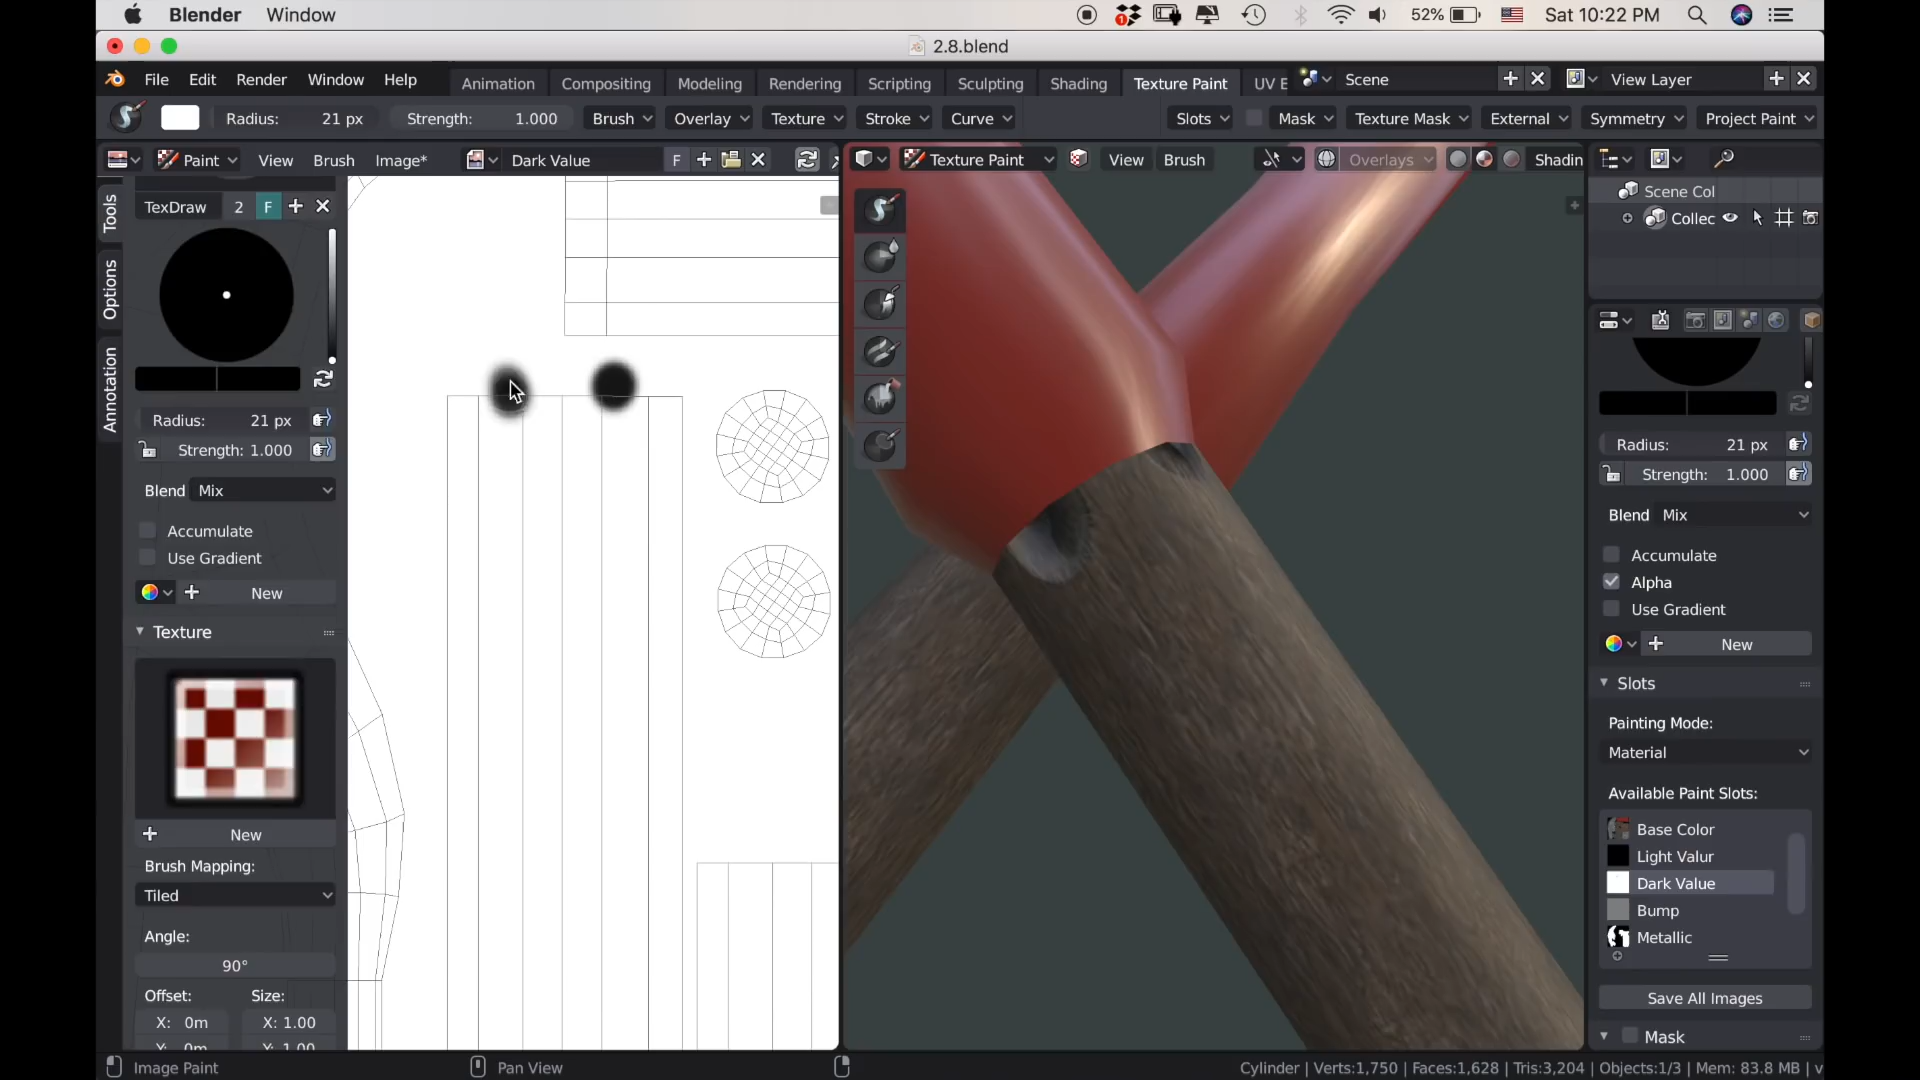 Blender Window 52% Sat 10:22 PM
1
2.8.blend
File Edit Render Window Help Animation Compositing Modeling Rendering Scripting Sculpting Shading Texture Paint UV E Scene View Layer
Radius: 21 px Strength: 1.000 Brush Overlay Texture Stroke Curve Slots Mask Texture Mask External Symmetry Project Paint
Paint View Brush Image* Dark Value F Texture Paint View Brush Overlays Shadin
Scene Col
Collec
Tools
Options
Annotation
TexDraw 2 F
Radius: 21 px
Strength: 1.000
Blend Mix
Accumulate
Use Gradient
New
Texture
New
Brush Mapping:
Tiled
Angle:
90°
Offset: Size:
X: 0m X: 1.00
Y: 0m Y: 1.00
Radius: 21 px
Strength: 1.000
Blend Mix
Accumulate
Alpha
Use Gradient
New
Slots
Painting Mode:
Material
Available Paint Slots:
Base Color
Light Valur
Dark Value
Bump
Metallic
Save All Images
Mask
Image Paint Pan View Cylinder | Verts:1,750 | Faces:1,628 | Tris:3,204 | Objects:1/3 | Mem: 83.8 MB | v